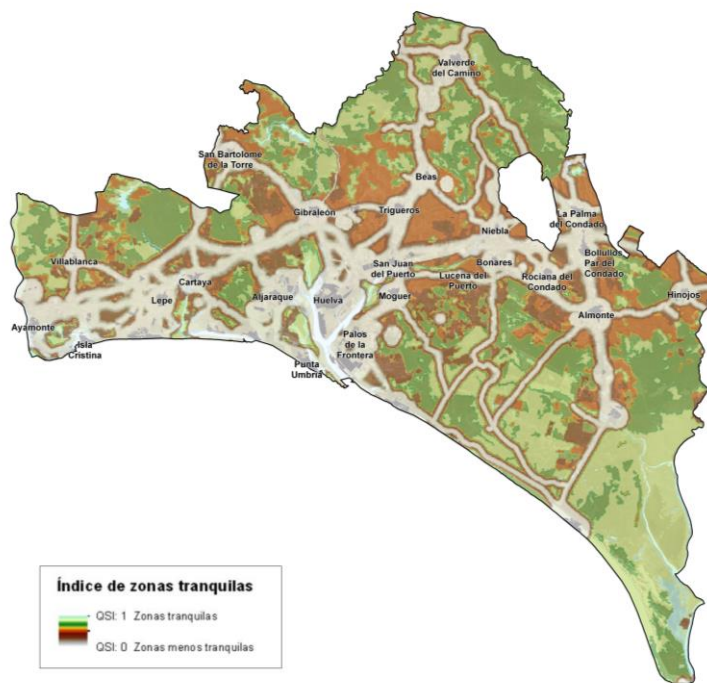 Valverde
del Camino
San Bartolome
de la Torre
Beas
Gibraleón
Trigueros
La Palma
del Condado
Niebla
Villablanca
San Juan
del Puerto
Bonares
Bollullos
Par del
Condado
Cartaya
Lucena del
Puerto
Rociana del
Condado
Hinojos
Lepe
Aljaraque
Huelva
Moguer
Almonte
Ayamonte
Isla
Cristina
Palos
de la
Frontera
Punta
Umbría
Índice de zonas tranquilas
QSI: 1 Zonas tranquilas
QSI: 0 Zonas menos tranquilas